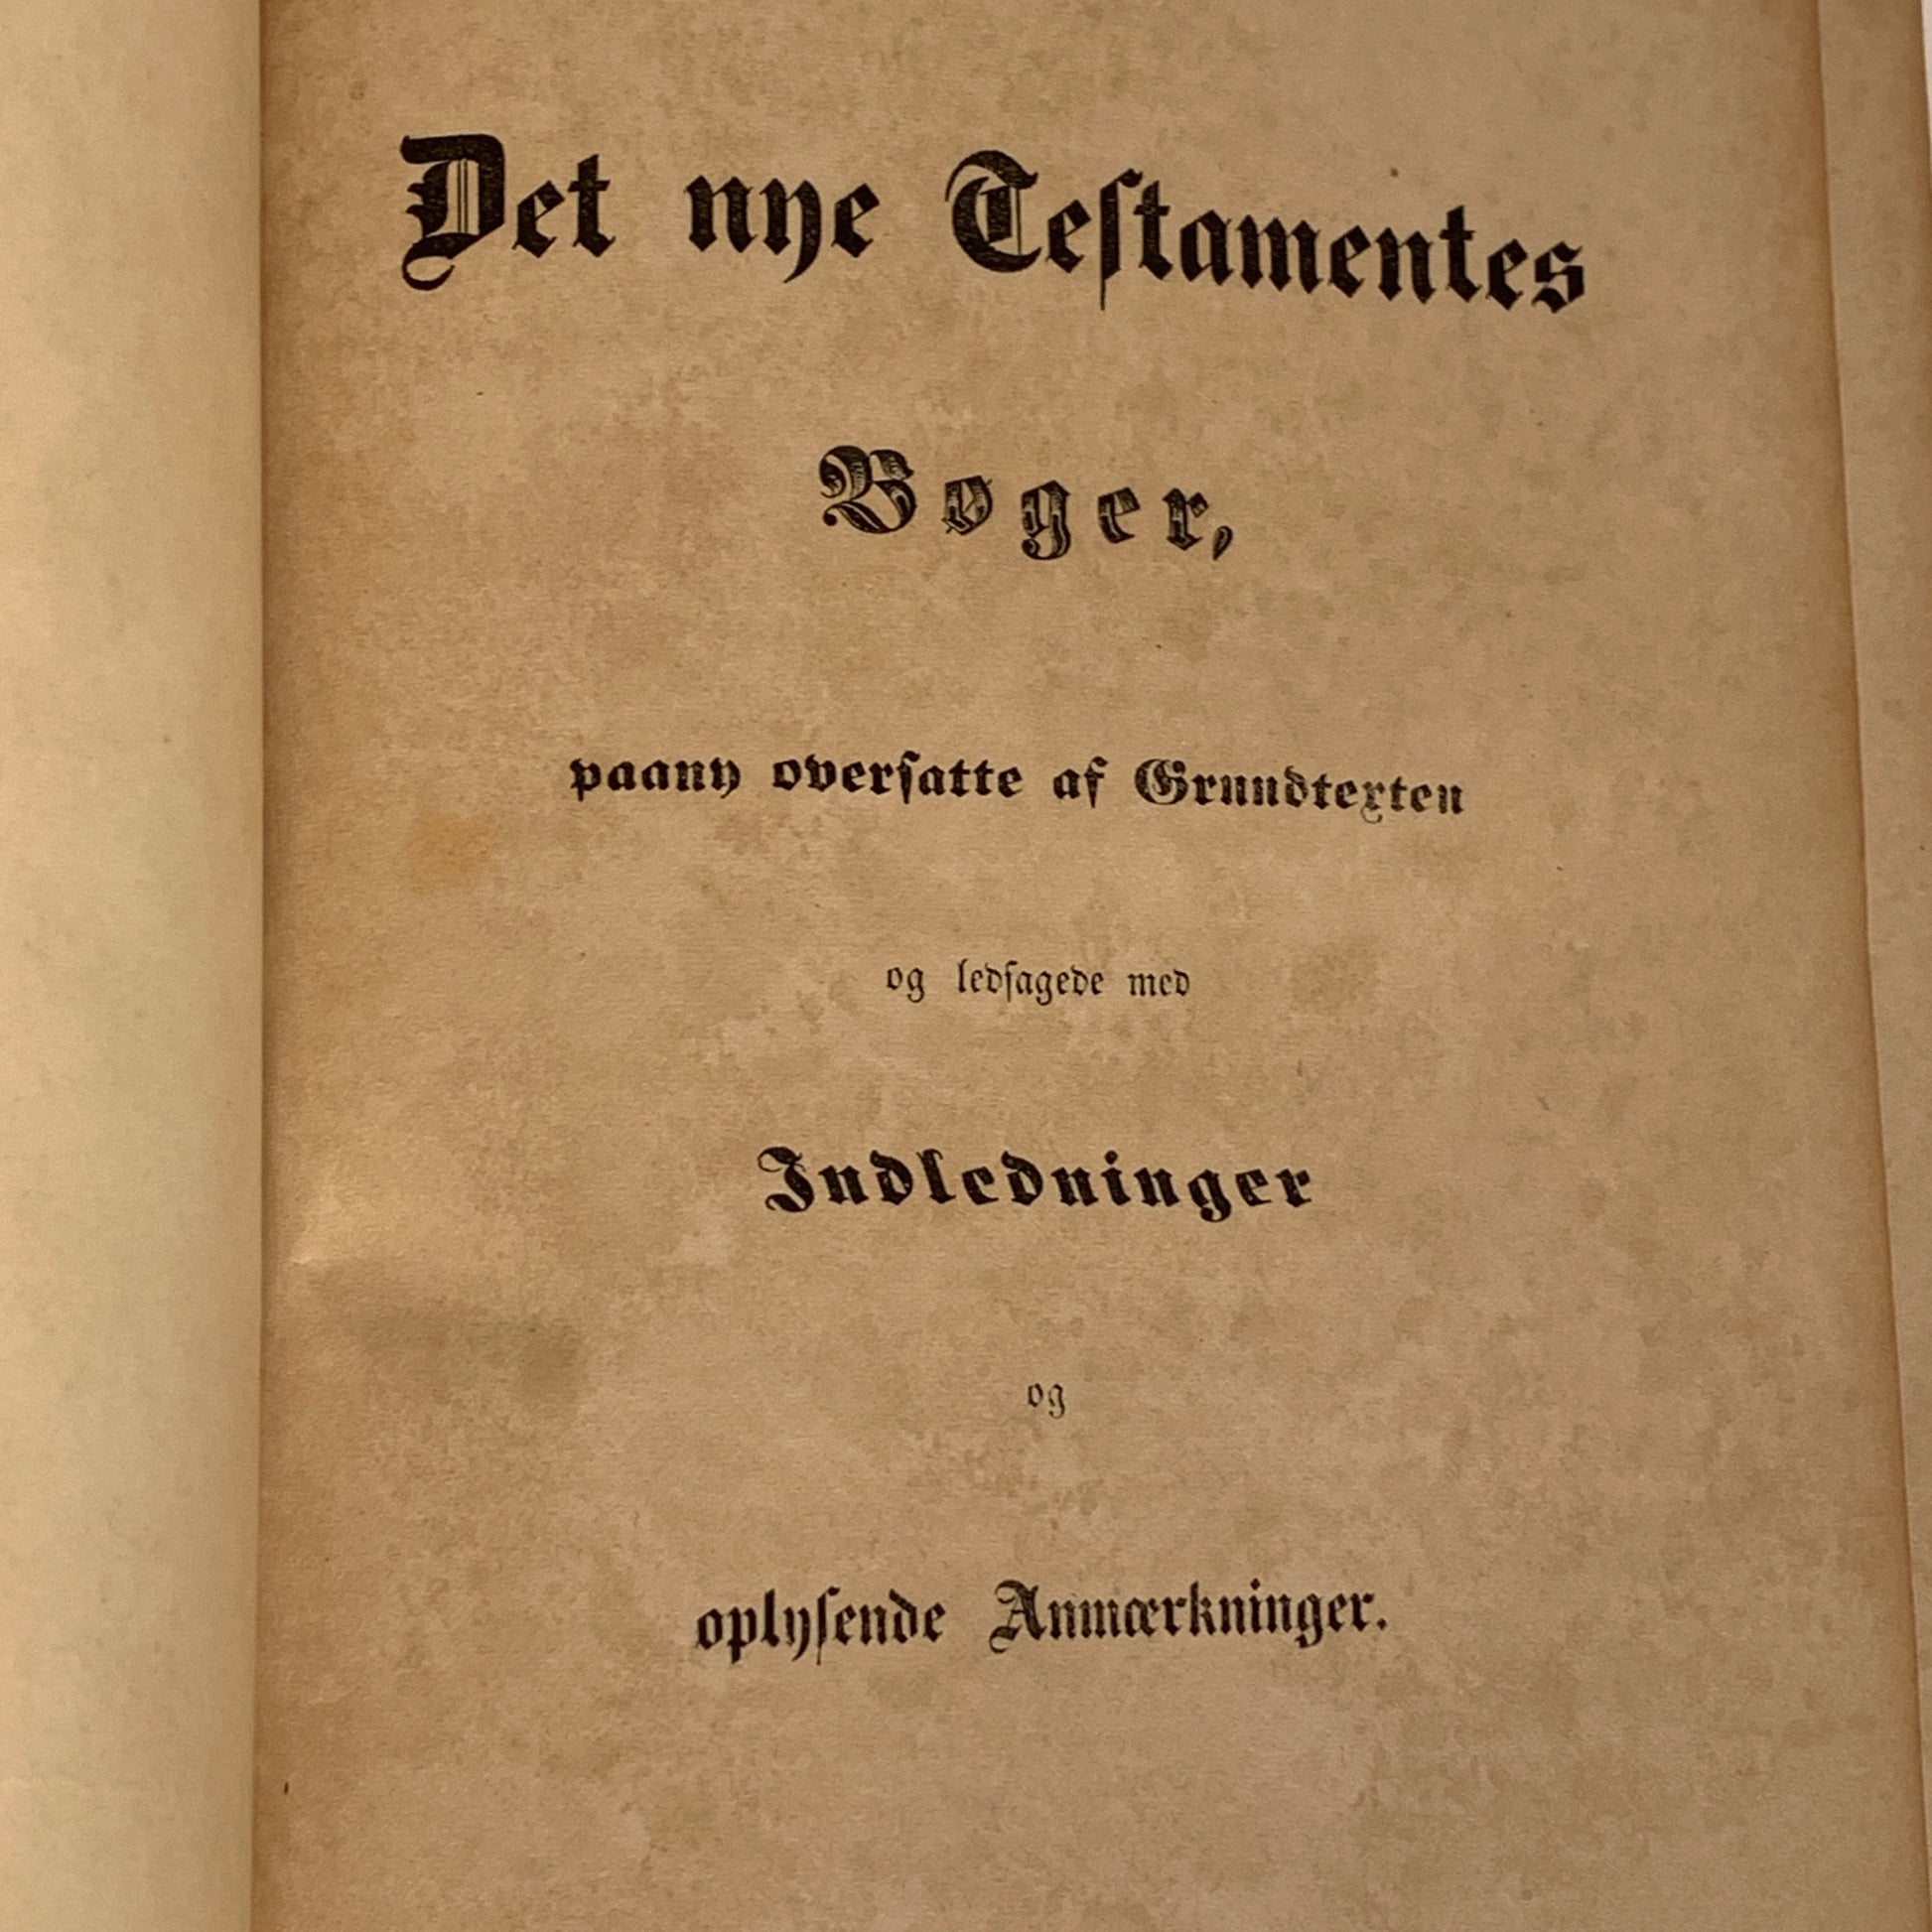 Det nye Testamentes
Bøger,
paany oversatte af Grundtexten
og ledsagede med
Indledninger
og
oplysende Anmærkninger.